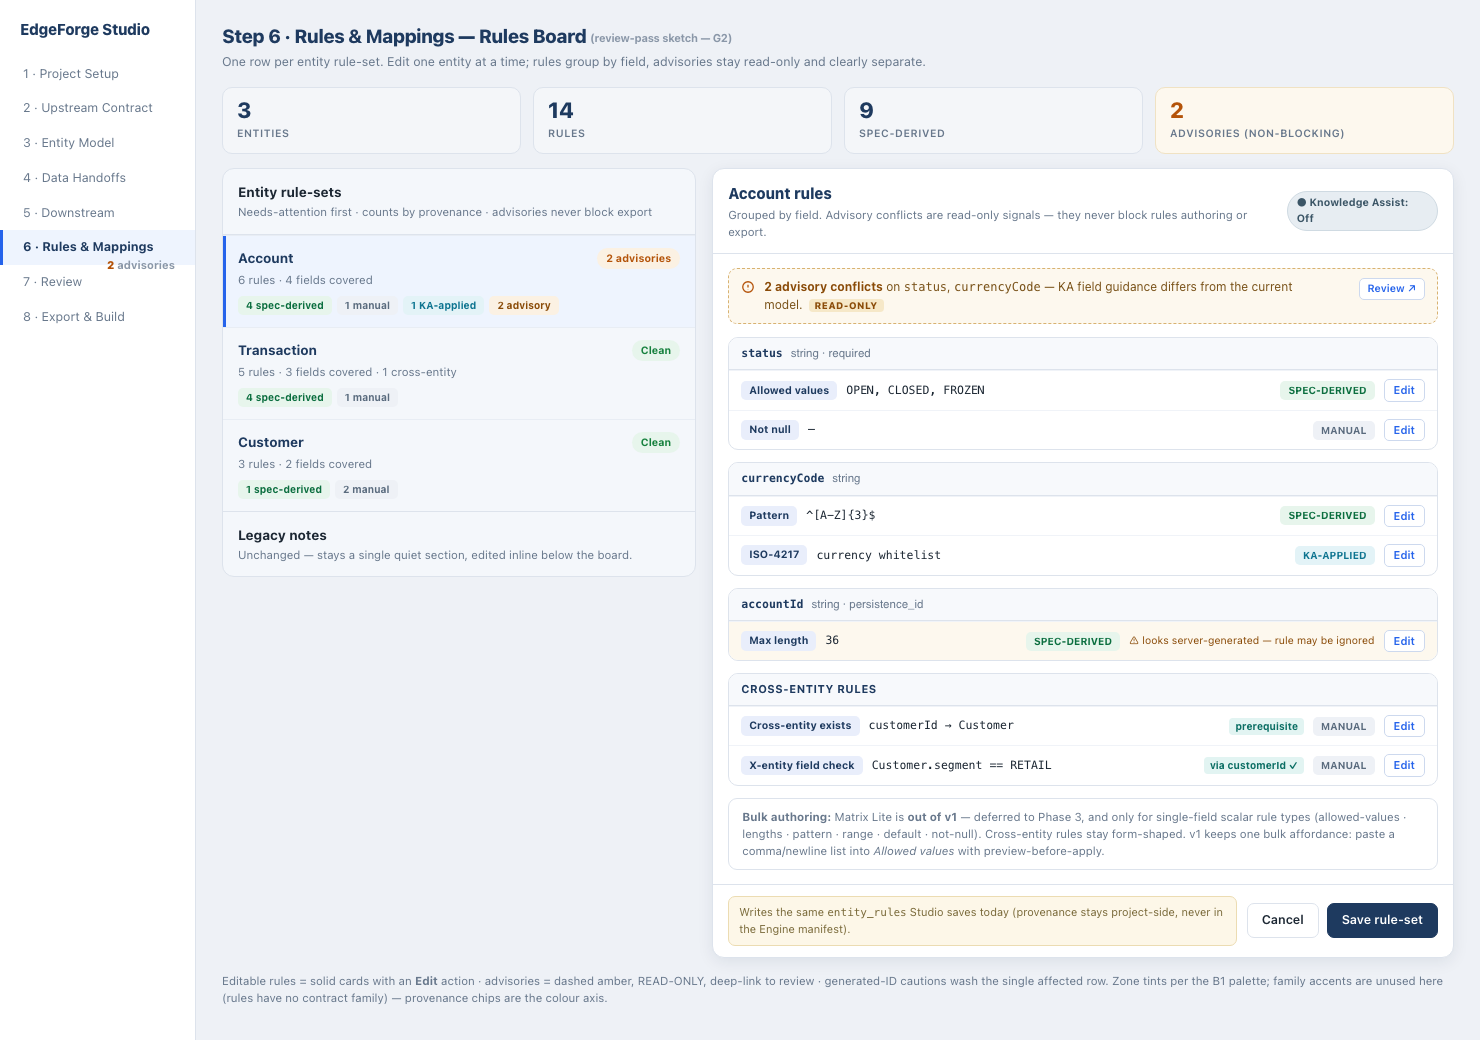 EdgeForge Studio
1 · Project Setup
2 · Upstream Contract
3 · Entity Model
4 · Data Handoffs
5 · Downstream
6 · Rules & Mappings
2 advisories
7 · Review
8 · Export & Build
Step 6 · Rules & Mappings — Rules Board (review-pass sketch — G2)
One row per entity rule-set. Edit one entity at a time; rules group by field, advisories stay read-only and clearly separate.
3
ENTITIES
14
RULES
9
SPEC-DERIVED
2
ADVISORIES (NON-BLOCKING)
Entity rule-sets
Needs-attention first · counts by provenance · advisories never block export
Account
2 advisories
6 rules · 4 fields covered
4 spec-derived 1 manual 1 KA-applied 2 advisory
Transaction
Clean
5 rules · 3 fields covered · 1 cross-entity
4 spec-derived 1 manual
Customer
Clean
3 rules · 2 fields covered
1 spec-derived 2 manual
Legacy notes
Unchanged — stays a single quiet section, edited inline below the board.
Account rules
Grouped by field. Advisory conflicts are read-only signals — they never block rules authoring or
export.
● Knowledge Assist:
Off
2 advisory conflicts on status, currencyCode — KA field guidance differs from the current
model. READ-ONLY
Review ↗
status string · required
Allowed values OPEN, CLOSED, FROZEN SPEC-DERIVED Edit
Not null — MANUAL Edit
currencyCode string
Pattern ^[A-Z]{3}$ SPEC-DERIVED Edit
ISO-4217 currency whitelist KA-APPLIED Edit
accountId string · persistence_id
Max length 36 SPEC-DERIVED ⚠ looks server-generated — rule may be ignored Edit
CROSS-ENTITY RULES
Cross-entity exists customerId → Customer prerequisite MANUAL Edit
X-entity field check Customer.segment == RETAIL via customerId ✓ MANUAL Edit
Bulk authoring: Matrix Lite is out of v1 — deferred to Phase 3, and only for single-field scalar rule types (allowed-values ·
lengths · pattern · range · default · not-null). Cross-entity rules stay form-shaped. v1 keeps one bulk affordance: paste a
comma/newline list into Allowed values with preview-before-apply.
Writes the same entity_rules Studio saves today (provenance stays project-side, never in
the Engine manifest).
Cancel
Save rule-set
Editable rules = solid cards with an Edit action · advisories = dashed amber, READ-ONLY, deep-link to review · generated-ID cautions wash the single affected row. Zone tints per the B1 palette; family accents are unused here
(rules have no contract family) — provenance chips are the colour axis.